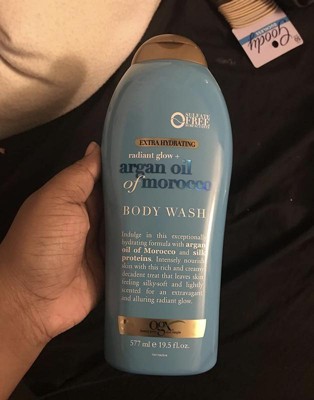 Goody
SULFATE
FREE
EXTRA HYDRATING
radiant glow +
argan oil
of morocco
BODY WASH
Indulge in this exceptionally
hydrating formula with argan
oil of Morocco and silk
proteins. Intensely nourish
skin with this rich and creamy
decadent treat that leaves skin
feeling silky-soft and lightly
scented for an extravagant
and alluring radiant glow.
ogx
577 ml e 19.5 fl.oz.